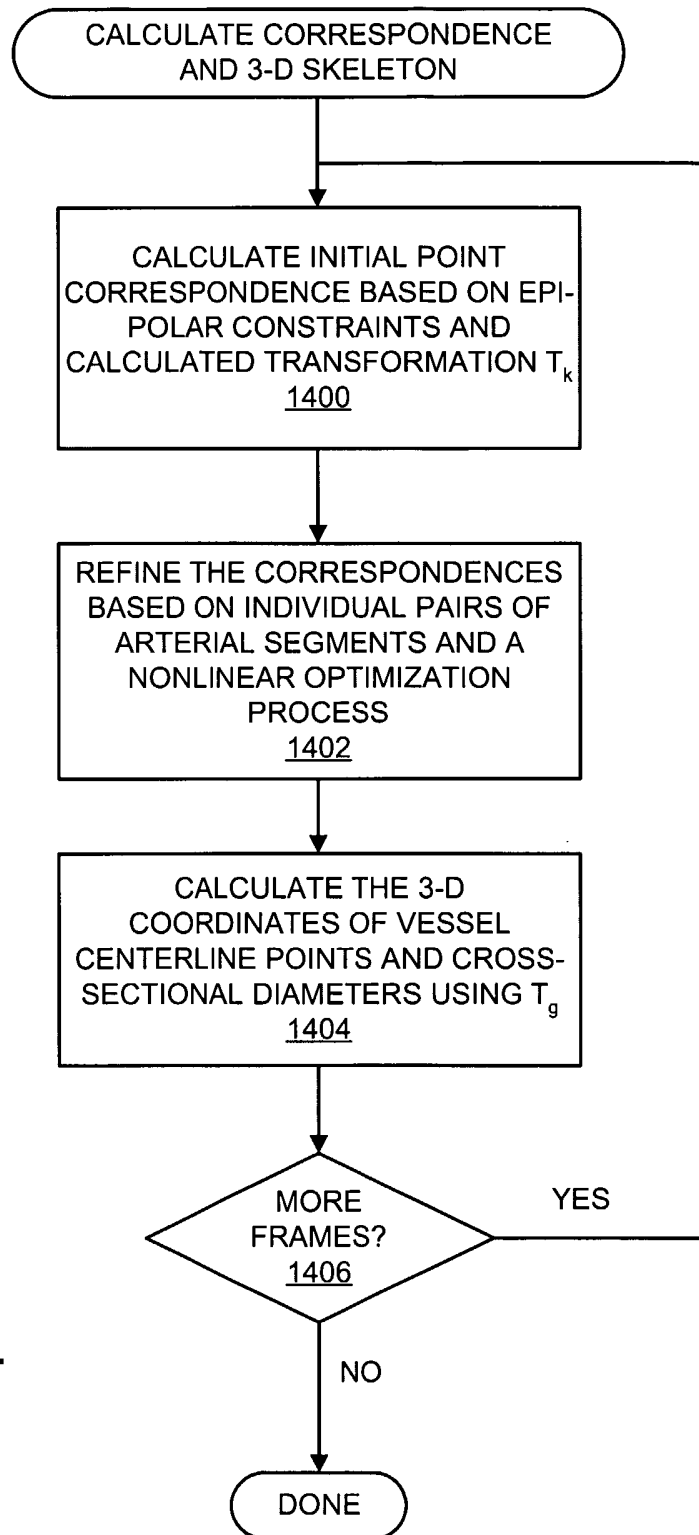 CALCULATE CORRESPONDENCE
AND 3-D SKELETON
CALCULATE INITIAL POINT
CORRESPONDENCE BASED ON EPI-
POLAR CONSTRAINTS AND
CALCULATED TRANSFORMATION Tk
1400
REFINE THE CORRESPONDENCES
BASED ON INDIVIDUAL PAIRS OF
ARTERIAL SEGMENTS AND A
NONLINEAR OPTIMIZATION
PROCESS
1402
CALCULATE THE 3-D
COORDINATES OF VESSEL
CENTERLINE POINTS AND CROSS-
SECTIONAL DIAMETERS USING Tg
1404
MORE
FRAMES?
1406
YES
NO
DONE